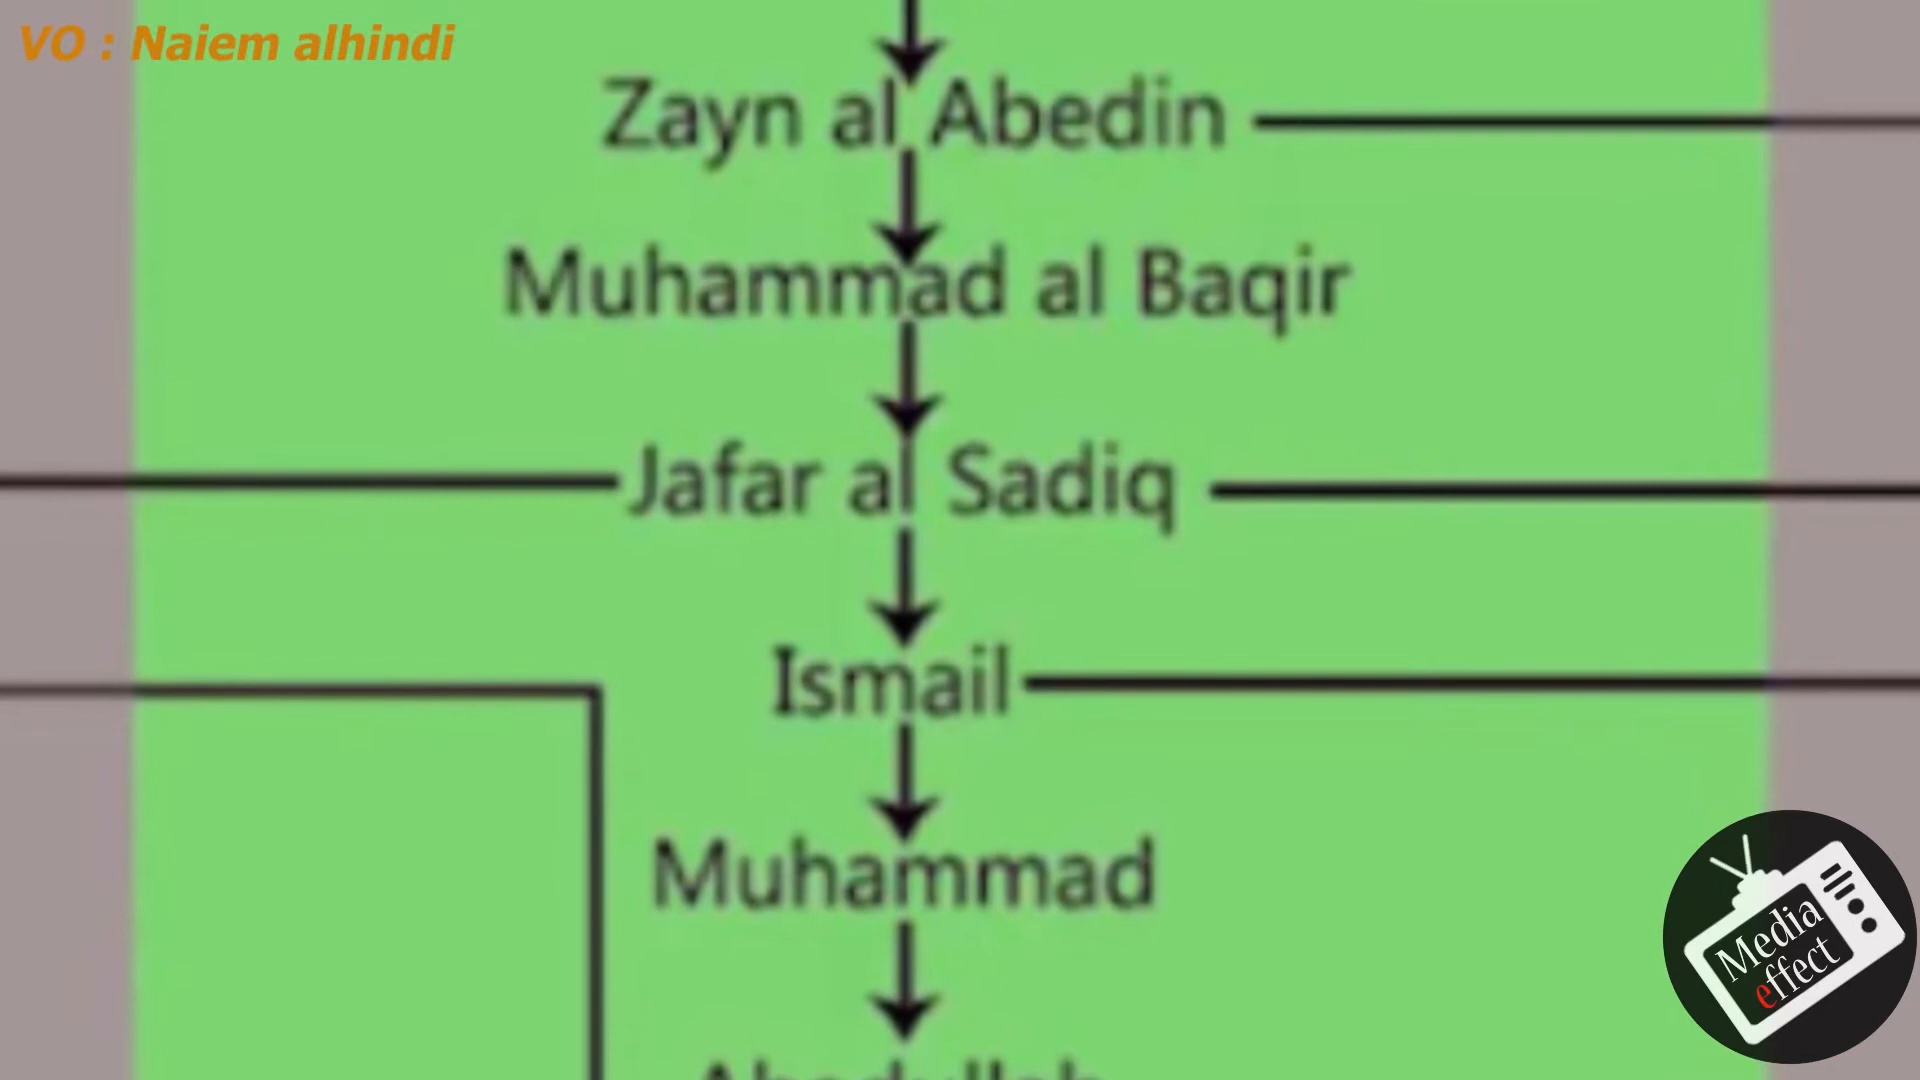 VO : Naiem alhindi
Zayn al Abedin
Muhammad al Baqir
Jafar al Sadiq
Ismail
Muhammad
Media
effect